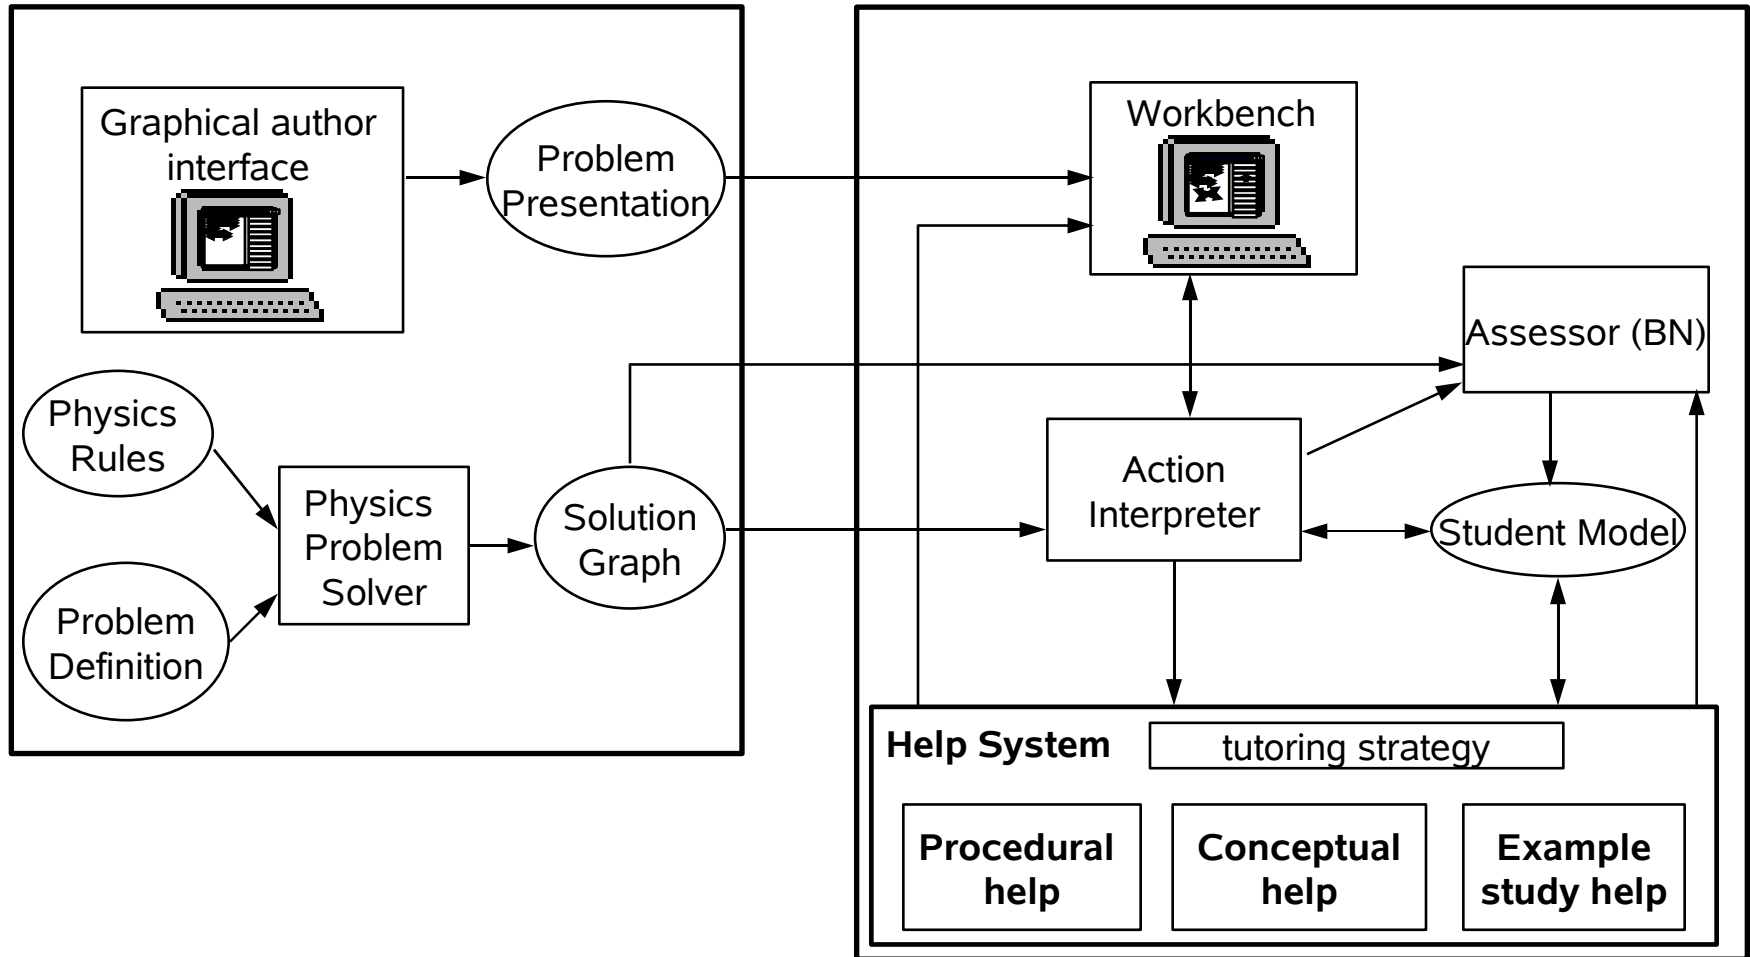 Graphical author
interface
Problem
Presentation
Physics
Rules
Physics
Problem
Solver
Solution
Graph
Problem
Definition
Workbench
Assessor (BN)
Action
Interpreter
Student Model
Help System
tutoring strategy
Procedural
help
Conceptual
help
Example
study help